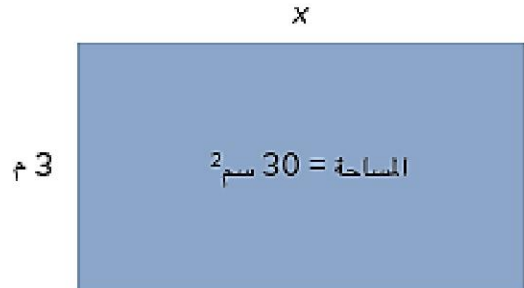 x
3 م
المساحة = 30 سم²